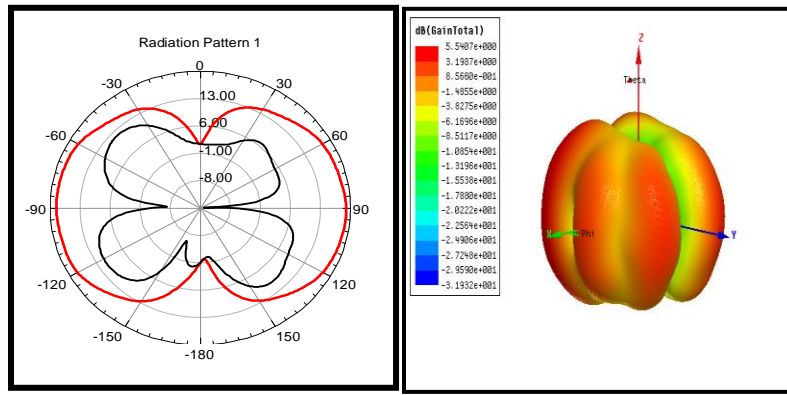 Radiation Pattern 1
0
-30
30
13.00
6.00
-60
60
-1.00
-8.00
-90
90
-120
120
-150
150
-180
dB(GainTotal)
5.5407e+000
8.1987e+000
8.5660e-001
-1.4855e+000
-3.8275e+000
-6.1696e+000
-8.5117e+000
-1.0854e+001
-1.3196e+001
-1.5538e+001
-1.7880e+001
-2.0222e+001
-2.2564e+001
-2.4906e+001
-2.7248e+001
-2.9590e+001
-3.1932e+001
Z
Theta
X
Phi
Y